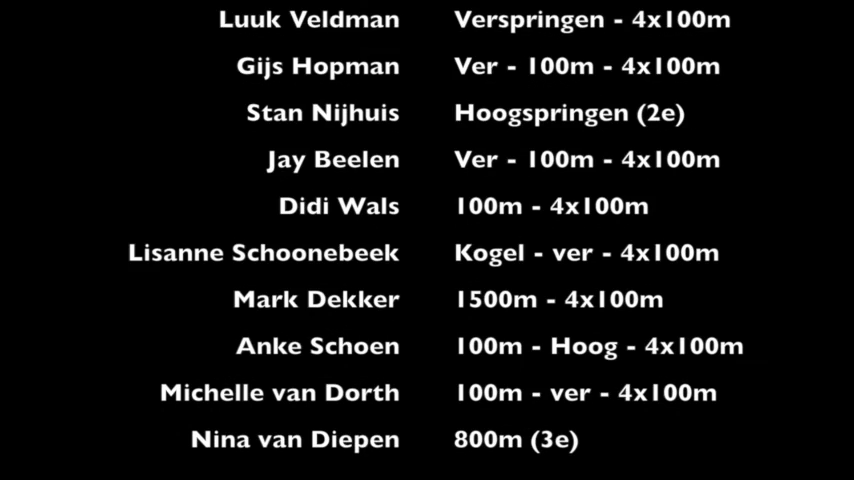 Luuk Veldman Verspringen - 4x100m
Gijs Hopman Ver - 100m - 4x100m
Stan Nijhuis Hoogspringen (2e)
Jay Beelen Ver - 100m - 4x100m
Didi Wals 100m - 4x100m
Lisanne Schoonebeek Kogel - ver - 4x100m
Mark Dekker 1500m - 4x100m
Anke Schoen 100m - Hoog - 4x100m
Michelle van Dorth 100m - ver - 4x100m
Nina van Diepen 800m (3e)